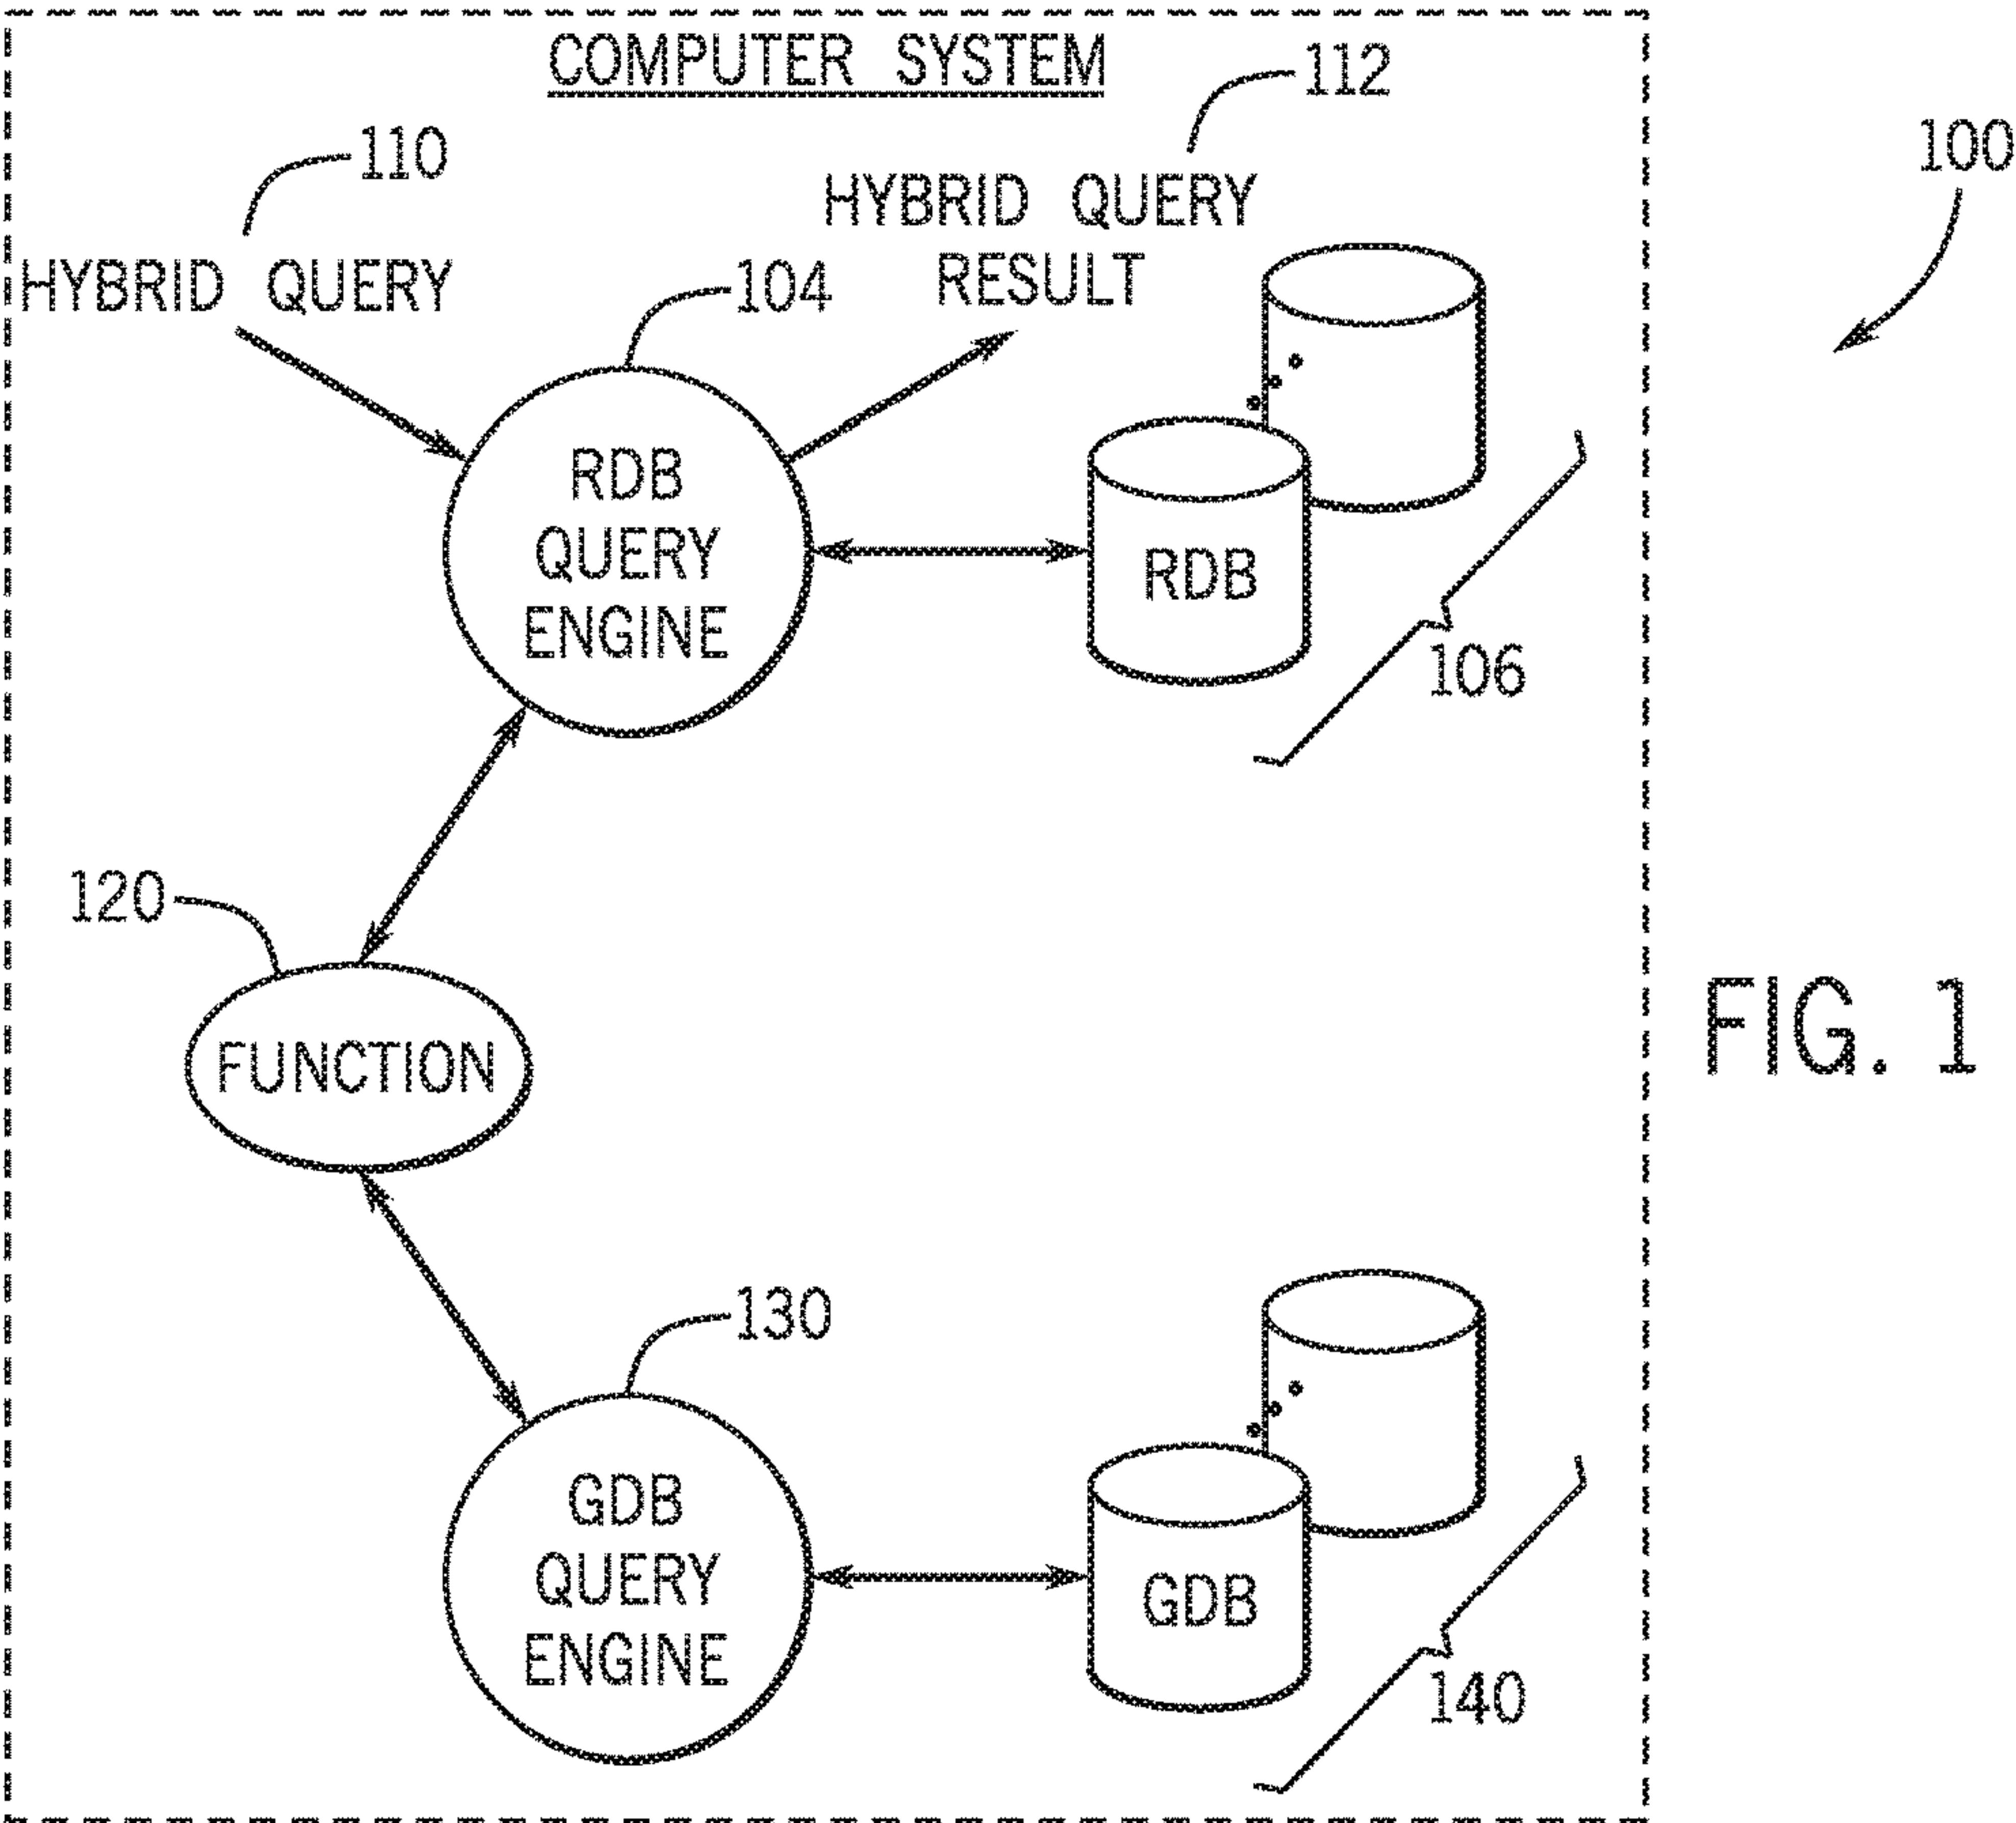 COMPUTER SYSTEM
112
110
100
HYBRID QUERY
RESULT
HYBRID QUERY
104
RDB
QUERY
ENGINE
RDB
106
120
FUNCTION
FIG. 1
130
GDB
QUERY
ENGINE
GDB
140